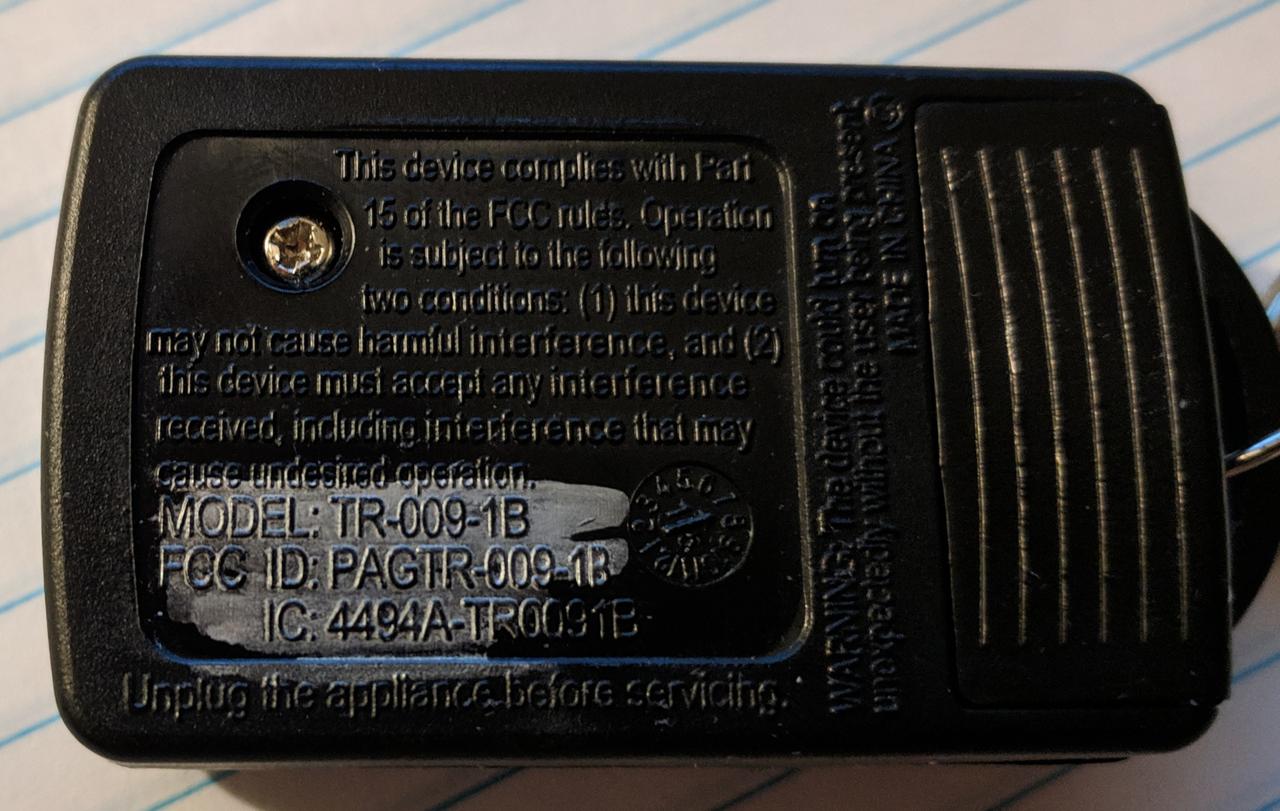 This device complies with Part
15 of the FCC rules. Operation
is subject to the following
two conditions: (1) this device
may not cause harmful interference, and (2)
this device must accept any interference
received, including interference that may
cause undesired operation.
MODEL: TR-009-1B
FCC ID: PAGTR-009-1B
IC: 4494A-TR0091B
Unplug the appliance before servicing.
WARNING: The device could turn on
unexpectedly without the user being present.
MADE IN CHINA